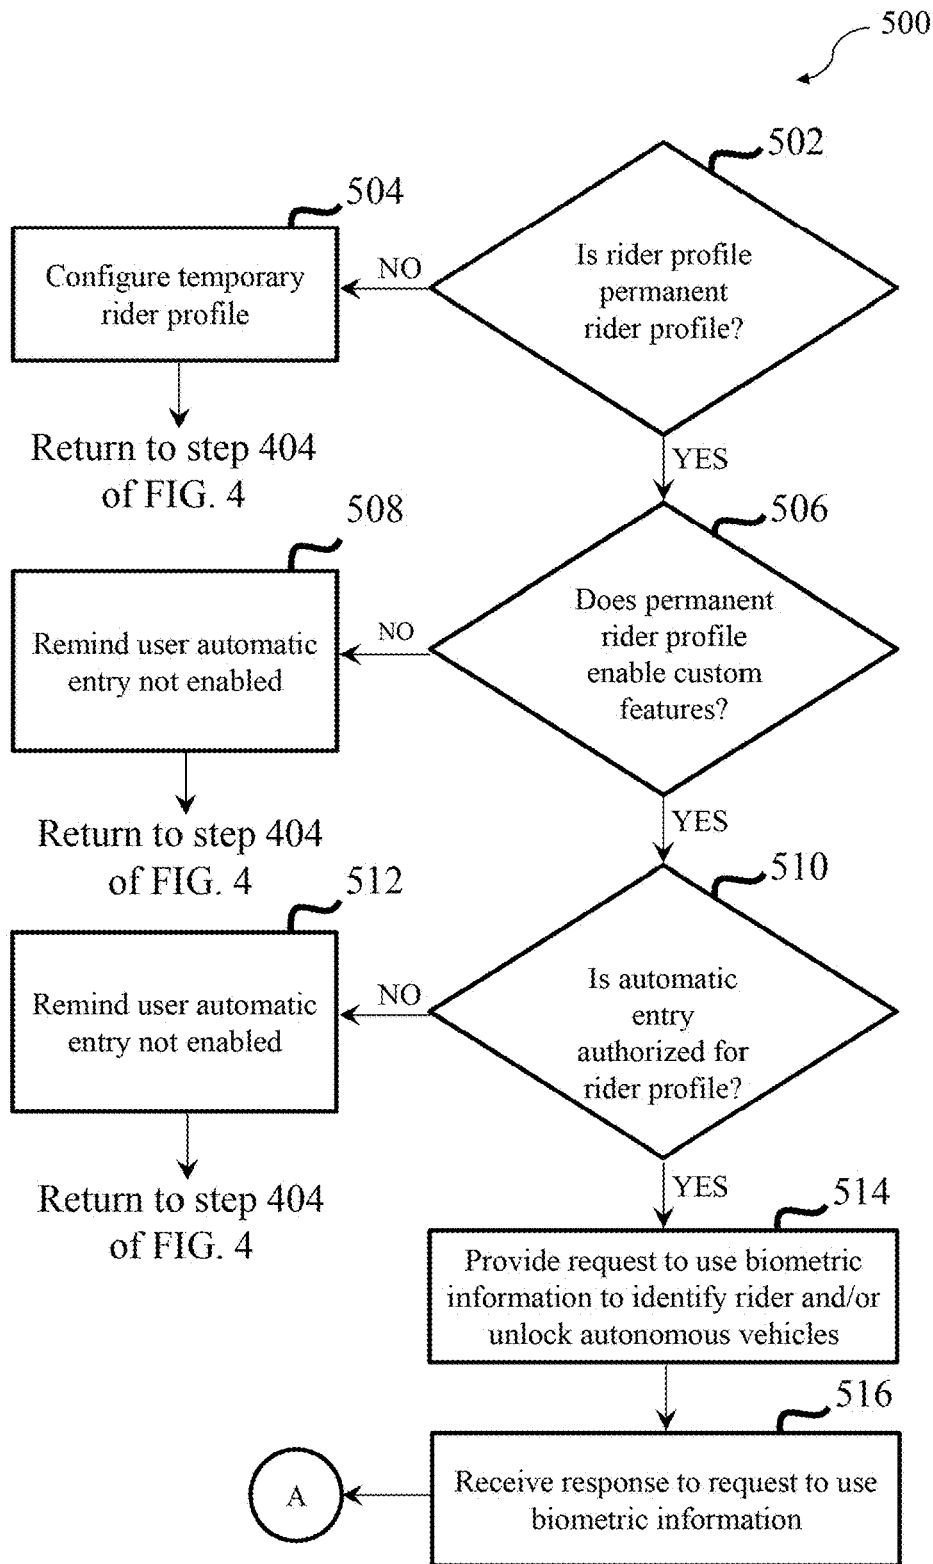 500
502
504
Is rider profile
permanent
rider profile?
NO
Configure temporary
rider profile
Return to step 404
of FIG. 4
YES
506
508
Does permanent
rider profile
enable custom
features?
NO
Remind user automatic
entry not enabled
Return to step 404
of FIG. 4
YES
510
512
Is automatic
entry
authorized for
rider profile?
NO
Remind user automatic
entry not enabled
Return to step 404
of FIG. 4
YES
514
Provide request to use biometric
information to identify rider and/or
unlock autonomous vehicles
516
Receive response to request to use
biometric information
A